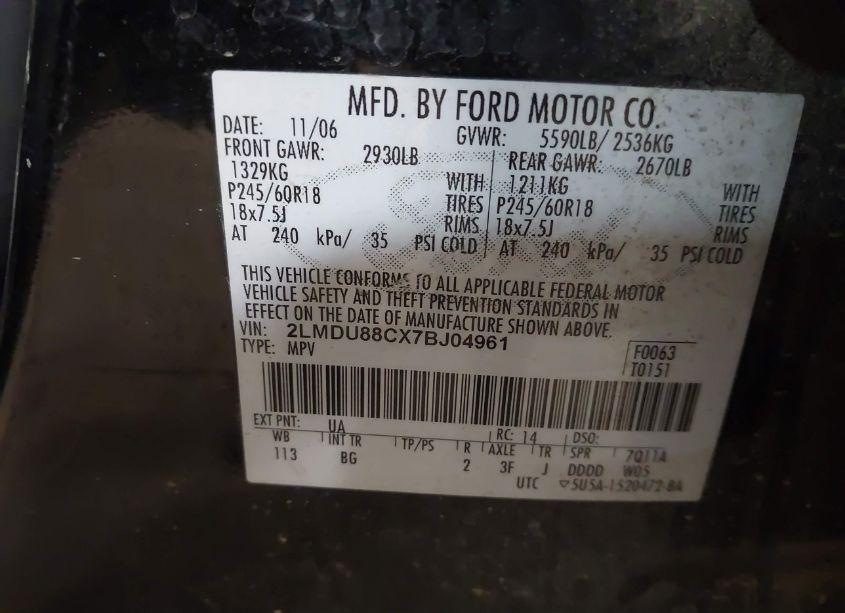 MFD. BY FORD MOTOR CO.
DATE: 11/06 GVWR: 5590LB/ 2536KG
FRONT GAWR: 2930LB REAR GAWR: 2670LB
1329KG WITH 1211KG WITH
P245/60R18 TIRES P245/60R18 TIRES
18x7.5J RIMS 18x7.5J RIMS
AT 240 kPa/ 35 PSI COLD AT 240 kPa/ 35 PSI COLD
THIS VEHICLE CONFORMS TO ALL APPLICABLE FEDERAL MOTOR
VEHICLE SAFETY AND THEFT PREVENTION STANDARDS IN
EFFECT ON THE DATE OF MANUFACTURE SHOWN ABOVE.
VIN: 2LMDU88CX7BJ04961
TYPE: MPV F0063
T0151
EXT PNT: UA RC: 14 DSO:
WB INT TR TP/PS R AXLE TR SPR 7Q11A
113 BG 2 3F J DDDD W05
UTC ▽5U5A-1520472-BA